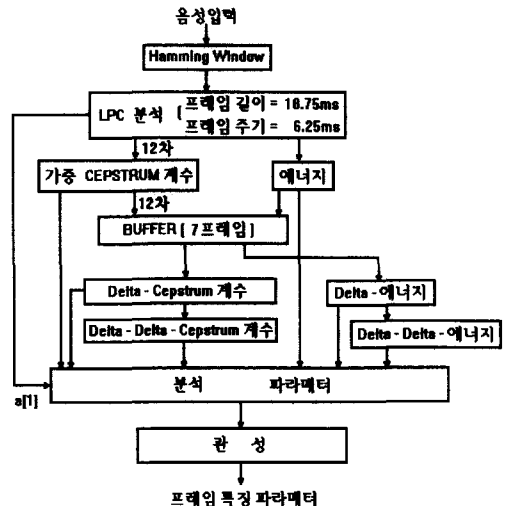 음성입력
Hamming Window
LPC 분석 [ 프레임 길이 = 18.75ms
프레임 주기 = 6.25ms
12차
가중 CEPSTRUM 계수
에너지
12차
BUFFER [ 7 프레임 ]
Delta - Cepstrum 계수
Delta - 에너지
Delta - Delta - Cepstrum 계수
Delta - Delta - 에너지
분석 파라메터
a[1]
관 성
프레임 특징 파라메터